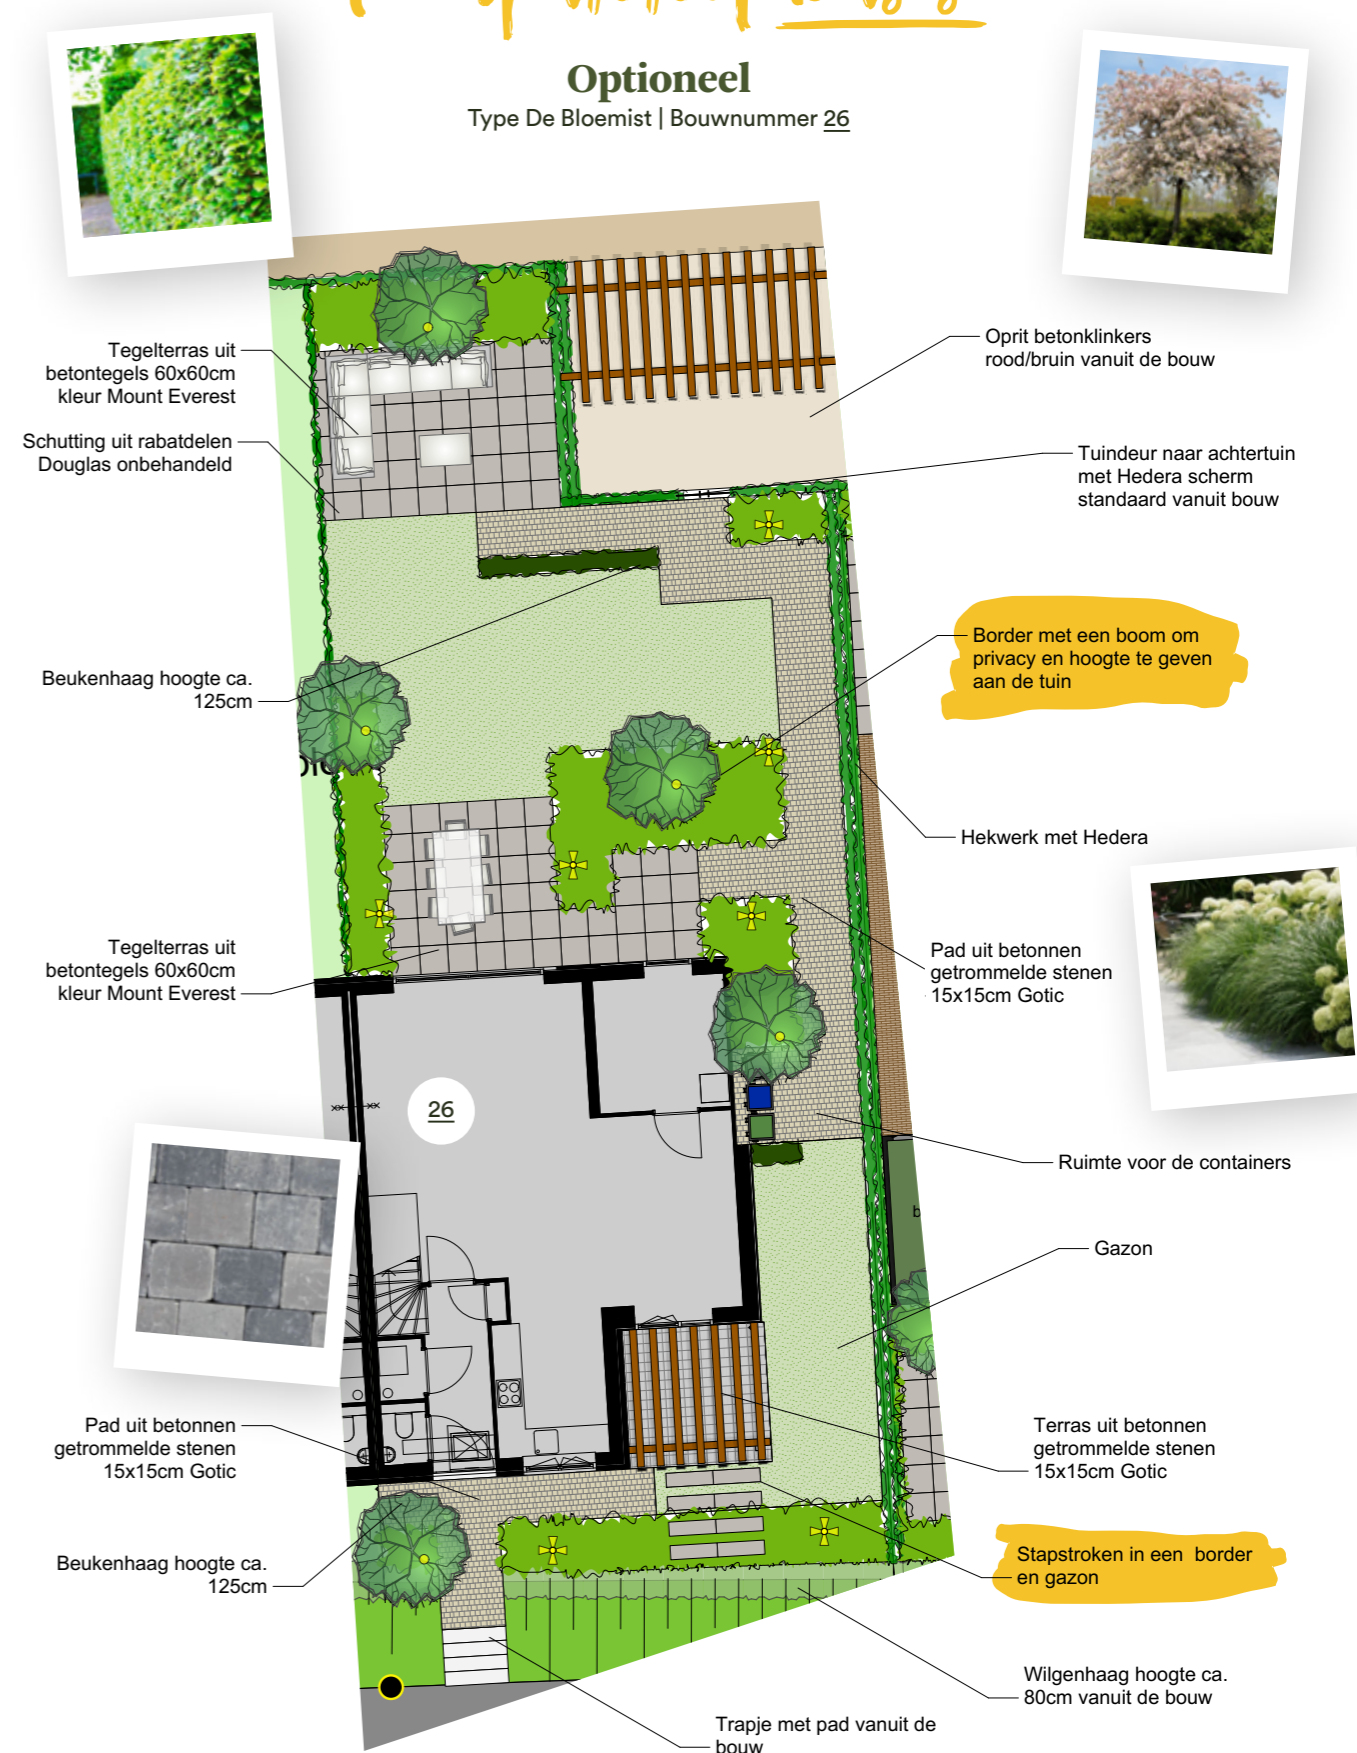 Optioneel
Type De Bloemist | Bouwnummer 26
Tegelterras uit
betontegels 60x60cm
kleur Mount Everest
Schutting uit rabatdelen
Douglas onbehandeld
Oprit betonklinkers
rood/bruin vanuit de bouw
Tuindeur naar achtertuin
met Hedera scherm
standaard vanuit bouw
Beukenhaag hoogte ca.
125cm
Border met een boom om
privacy en hoogte te geven
aan de tuin
Hekwerk met Hedera
Tegelterras uit
betontegels 60x60cm
kleur Mount Everest
Pad uit betonnen
getrommelde stenen
15x15cm Gotic
26
Ruimte voor de containers
b
Gazon
Pad uit betonnen
getrommelde stenen
15x15cm Gotic
Terras uit betonnen
getrommelde stenen
15x15cm Gotic
Beukenhaag hoogte ca.
125cm
Stapstroken in een border
en gazon
Wilgenhaag hoogte ca.
80cm vanuit de bouw
Trapje met pad vanuit de
bouw